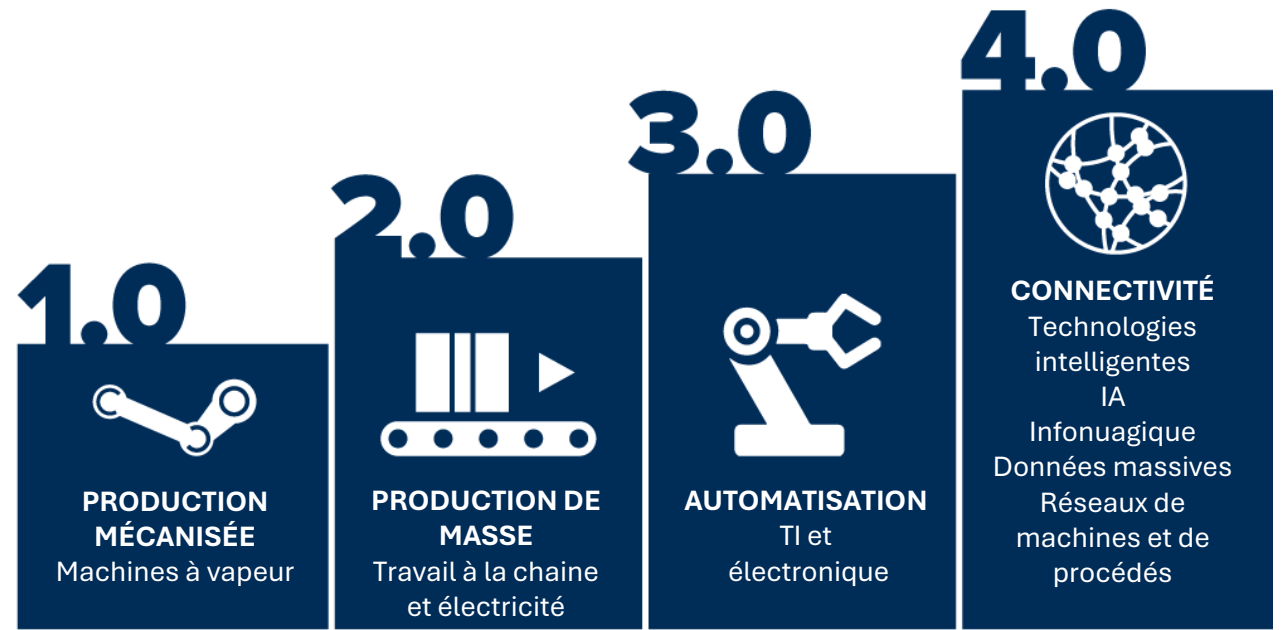 1.0
PRODUCTION
MÉCANISÉE
Machines à vapeur
2.0
PRODUCTION DE
MASSE
Travail à la chaine
et électricité
3.0
AUTOMATISATION
TI et
électronique
4.0
CONNECTIVITÉ
Technologies
intelligentes
IA
Infonuagique
Données massives
Réseaux de
machines et de
procédés